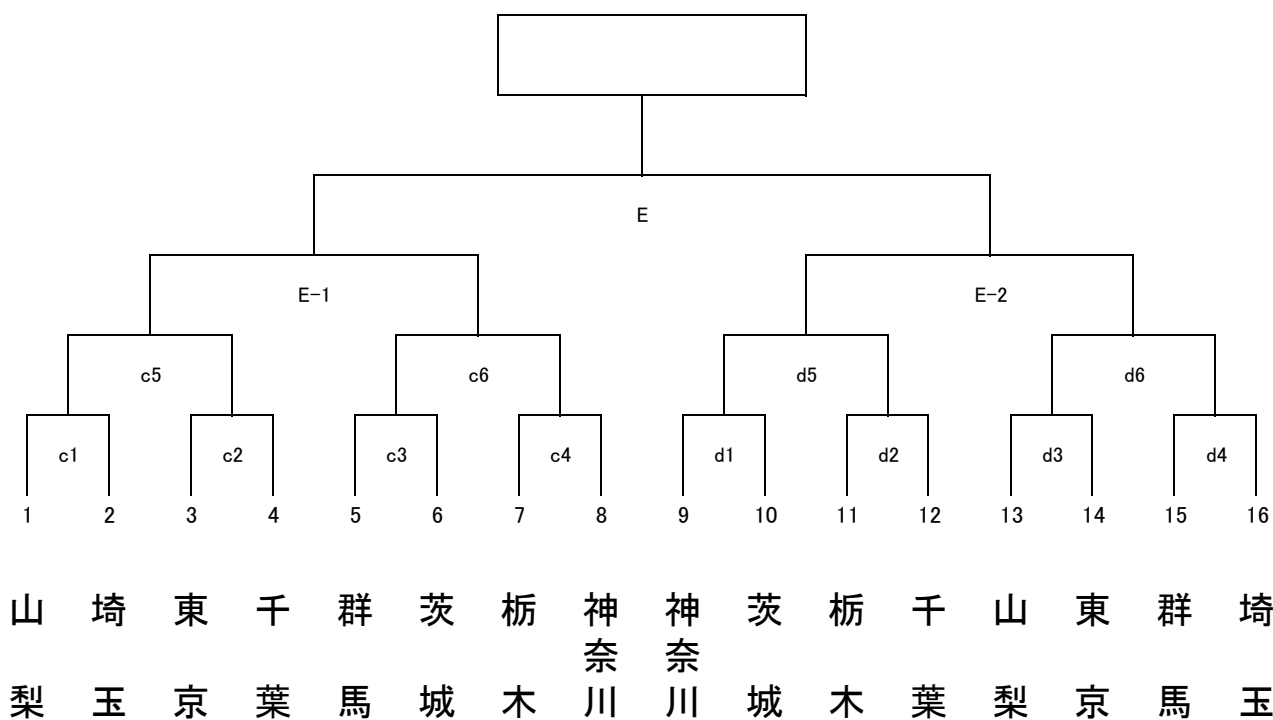 E
E-1 E-2
c5 c6 d5 d6
c1 c2 c3 c4 d1 d2 d3 d4
1 2 3 4 5 6 7 8 9 10 11 12 13 14 15 16
山梨
埼玉
東京
千葉
群馬
茨城
栃木
神奈川
神奈川
茨城
栃木
千葉
山梨
東京
群馬
埼玉